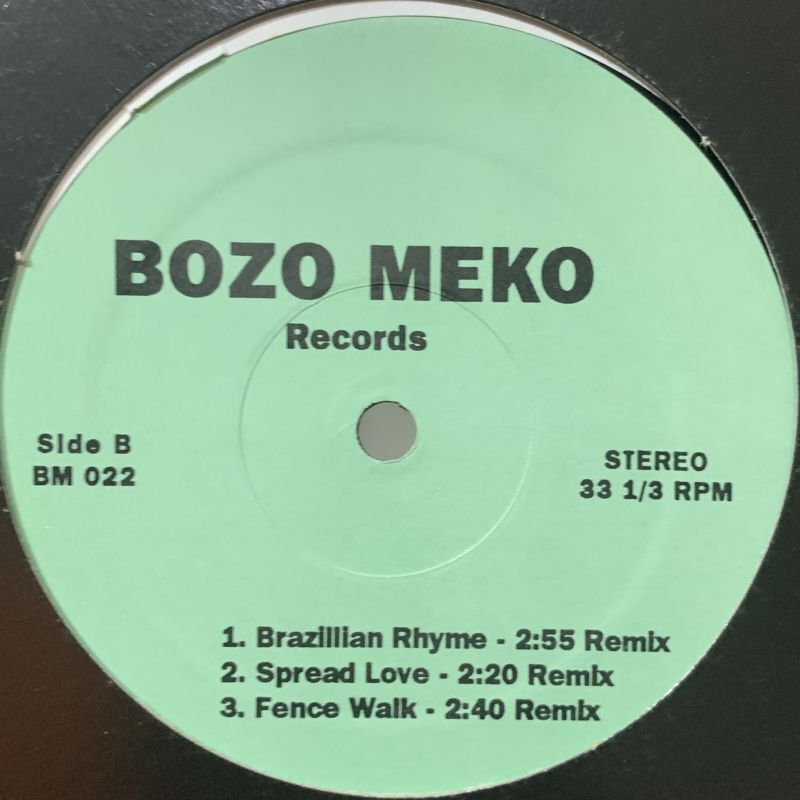 BOZO MEKO
Records
Side B
BM 022
STEREO
33 1/3 RPM
1. Brazillian Rhyme - 2:55 Remix
2. Spread Love - 2:20 Remix
3. Fence Walk - 2:40 Remix